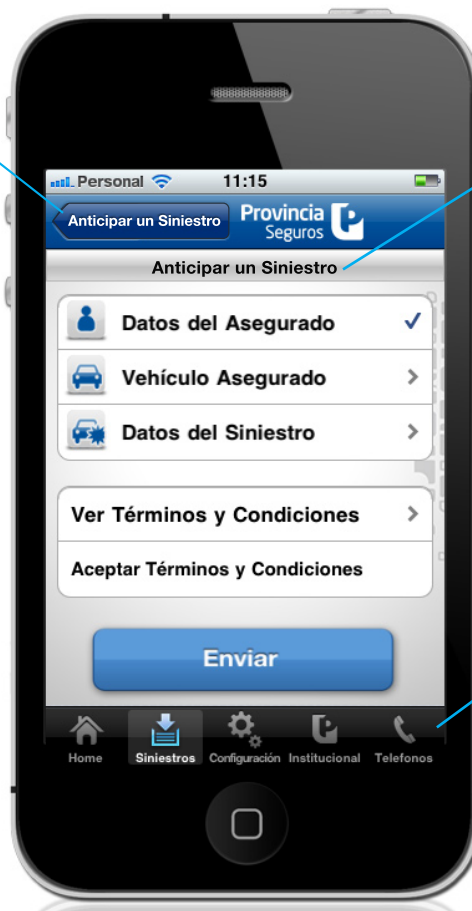 Personal 11:15
Anticipar un Siniestro
Provincia
Seguros
Anticipar un Siniestro
Datos del Asegurado
Vehículo Asegurado
Datos del Siniestro
Ver Términos y Condiciones
Aceptar Términos y Condiciones
Enviar
Home Siniestros Configuración Institucional Telefonos